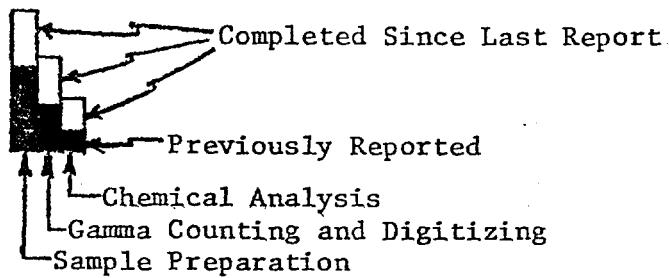 Completed Since Last Report
Previously Reported
Chemical Analysis
Gamma Counting and Digitizing
Sample Preparation